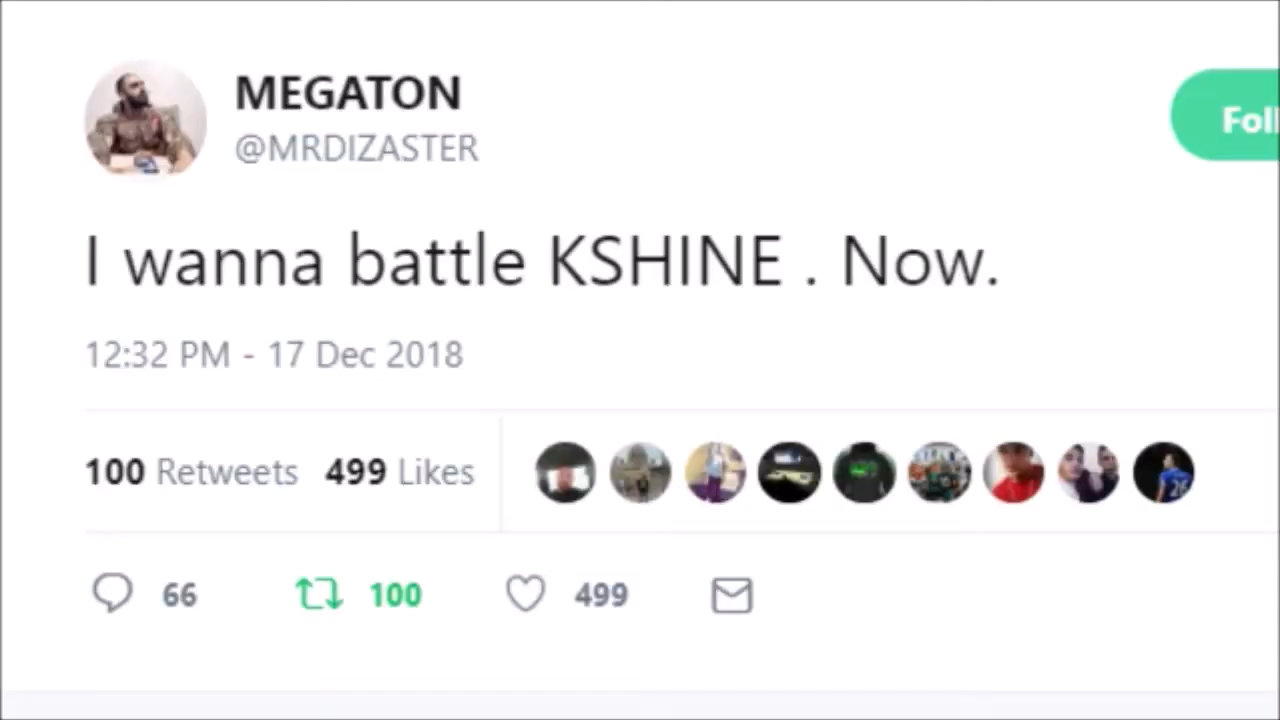 MEGATON
@MRDIZASTER
Foll
I wanna battle KSHINE . Now.
12:32 PM - 17 Dec 2018
100 Retweets 499 Likes
66 100 499